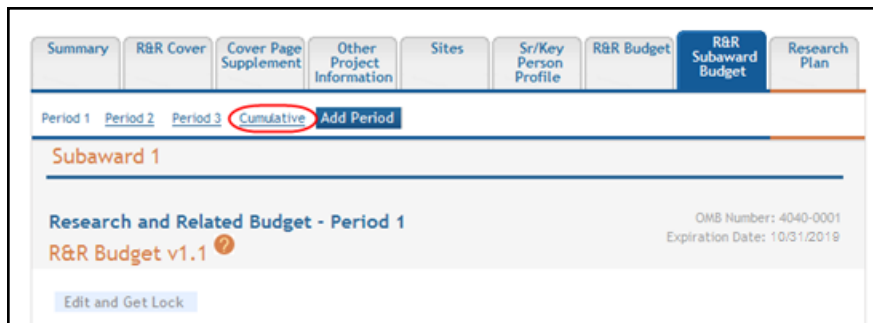 Summary
R&R Cover
Cover Page
Supplement
Other
Project
Information
Sites
Sr/Key
Person
Profile
R&R Budget
R&R
Subaward
Budget
Research
Plan
Period 1 Period 2 Period 3 Cumulative Add Period
Subaward 1
Research and Related Budget - Period 1
OMB Number: 4040-0001
R&R Budget v1.1 ?
Expiration Date: 10/31/2019
Edit and Get Lock